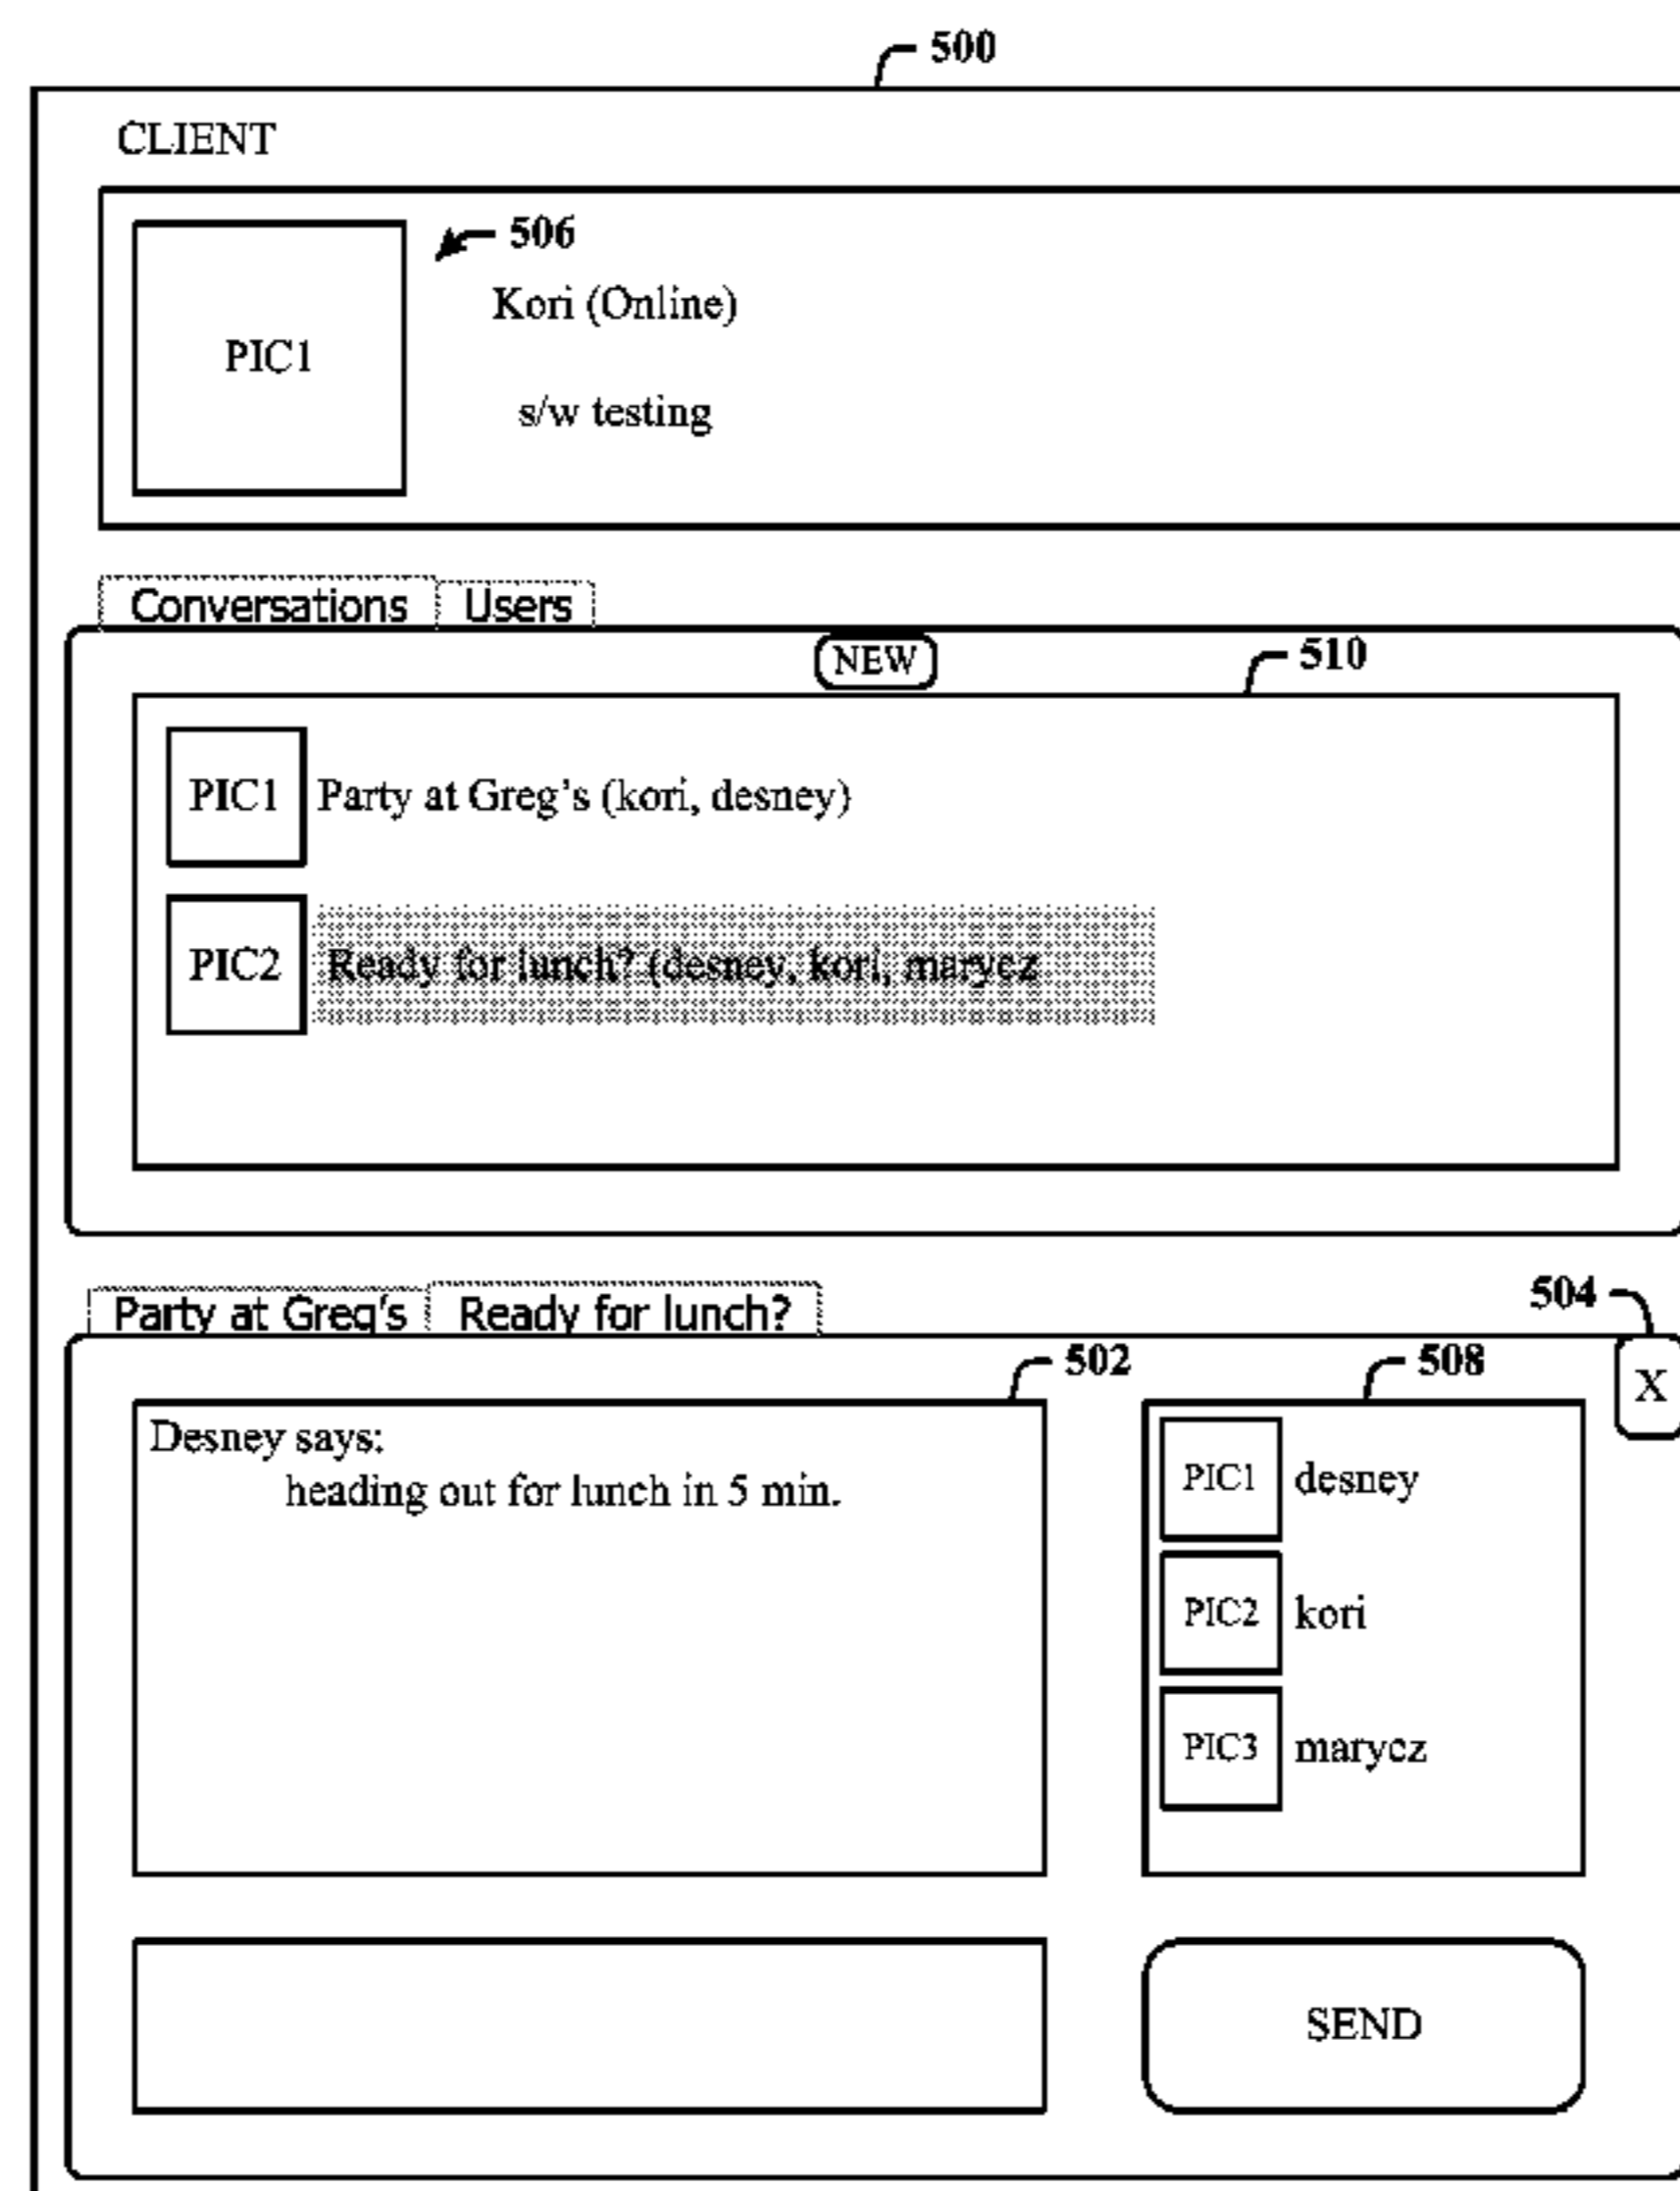 500
CLIENT
506
PIC1
Kori (Online)
s/w testing
Conversations Users
NEW
510
PIC1 Party at Greg's (kori, desney)
PIC2 Ready for lunch? (desney, kori, marycz
Party at Greg's Ready for lunch?
504
502
508
X
Desney says:
heading out for lunch in 5 min.
PIC1 desney
PIC2 kori
PIC3 marycz
SEND